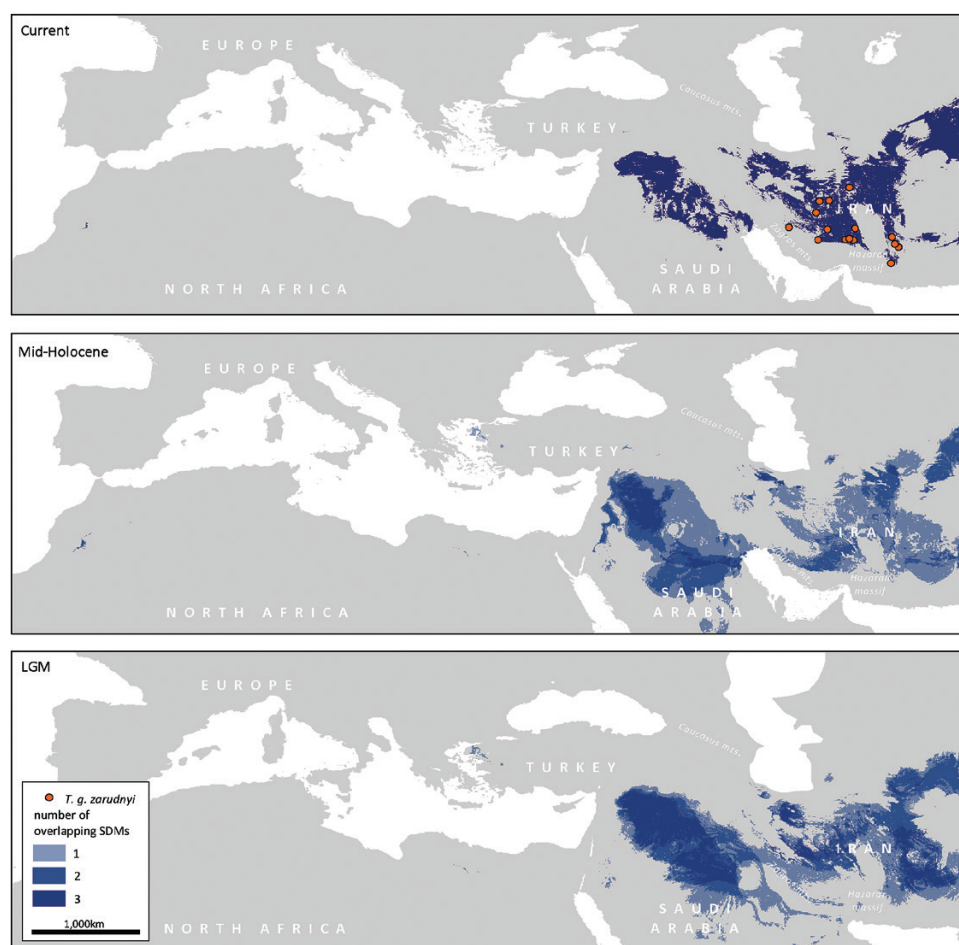 Current
EUROPE
Caucasus mts.
TURKEY
IRAN
Zagros mts.
Hazaran
massif
SAUDI
ARABIA
NORTH AFRICA
Mid-Holocene
EUROPE
Caucasus mts.
TURKEY
IRAN
Zagros mts.
Hazaran
massif
SAUDI
ARABIA
NORTH AFRICA
LGM
EUROPE
Caucasus mts.
TURKEY
IRAN
Hazaran
massif
SAUDI
ARABIA
NORTH AFRICA
T. g. zarudnyi
number of
overlapping SDMs
1
2
3
1,000km